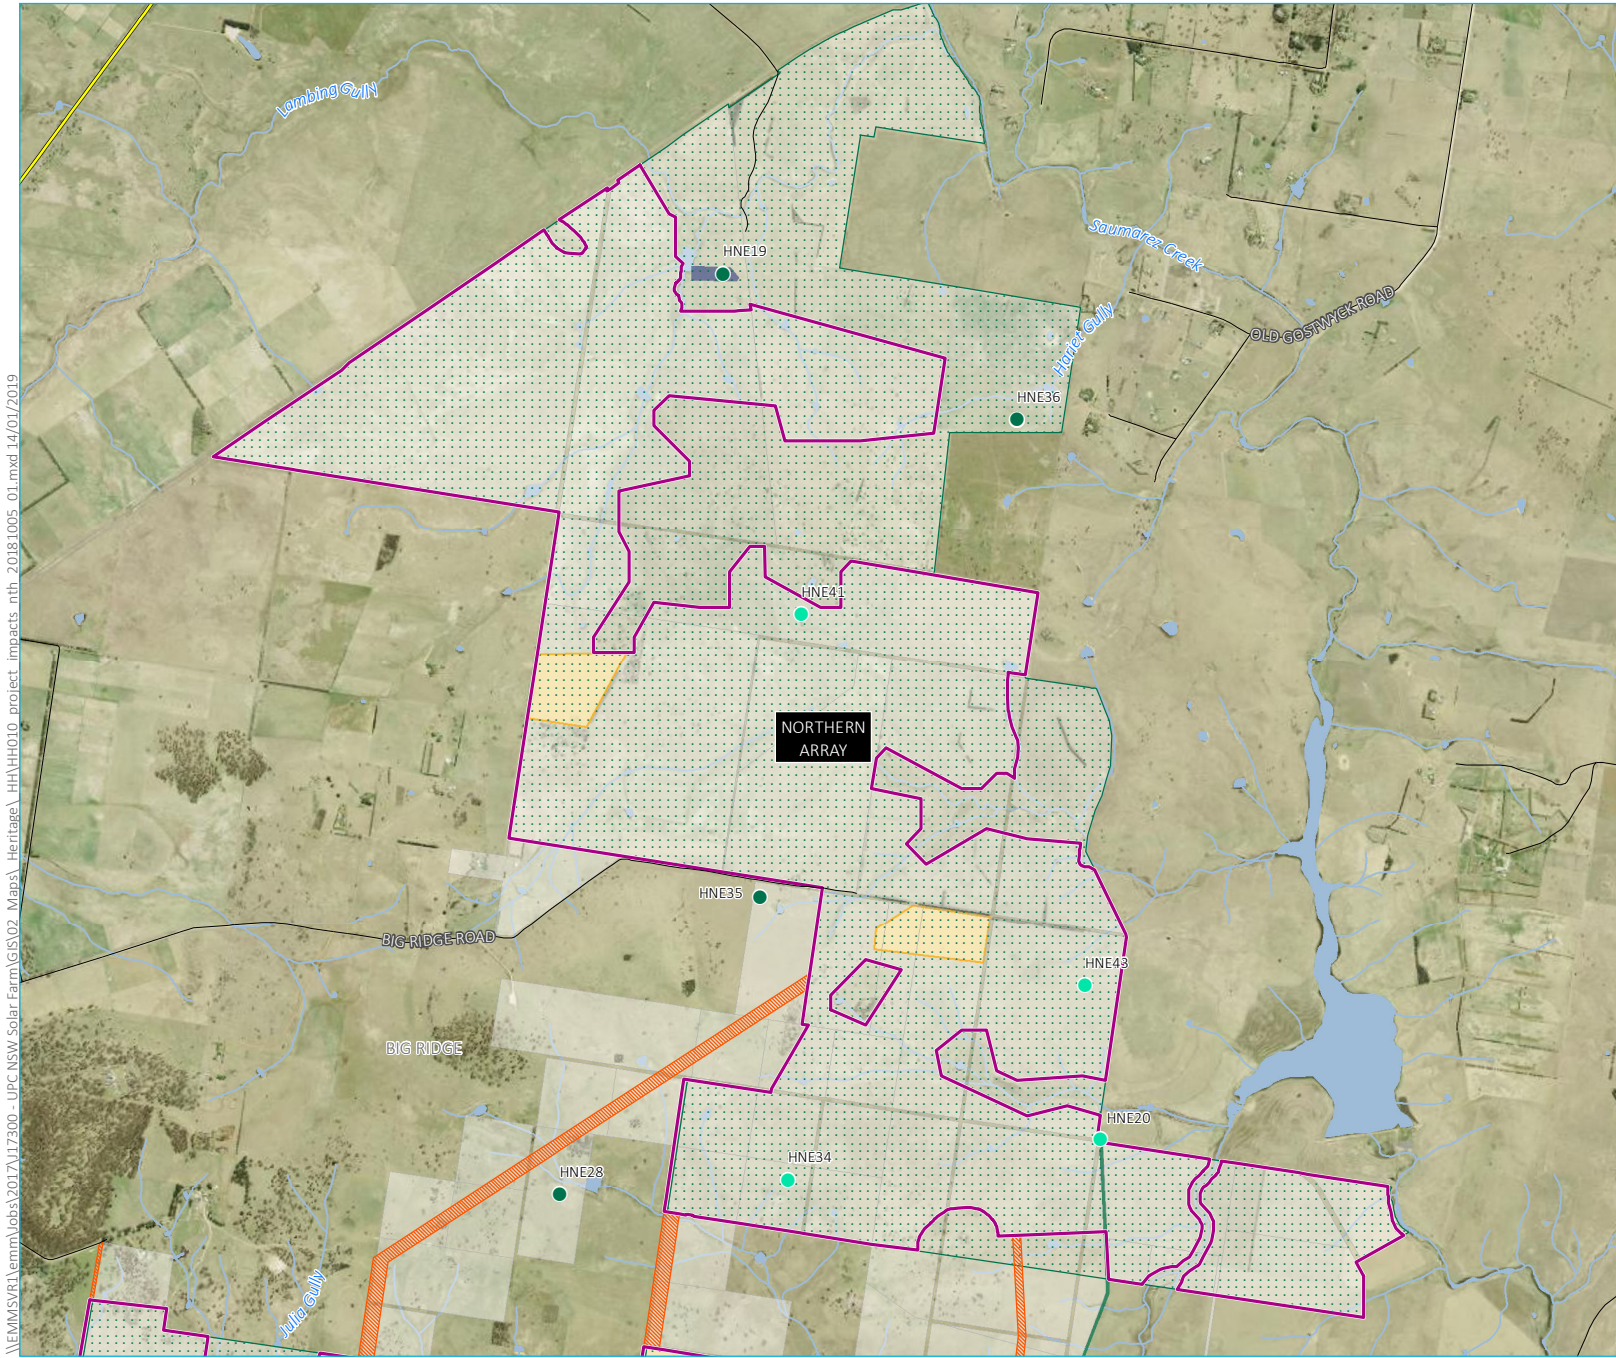 Lambing Gully
HNE19
Saumarez Creek
OLD GOSTWYCK ROAD
Hariet Gully
HNE36
\\EMMSVR1\emm\Jobs\2017\J17300 - UPC NSW Solar Farm\GIS\02_Maps\_Heritage\_HH\HH010_project_impacts_nth_20181005_01.mxd 14/01/2019
HNE41
NORTHERN
ARRAY
HNE35
BIG RIDGE ROAD
HNE43
BIG RIDGE
HNE20
HNE34
HNE28
Julia Gully